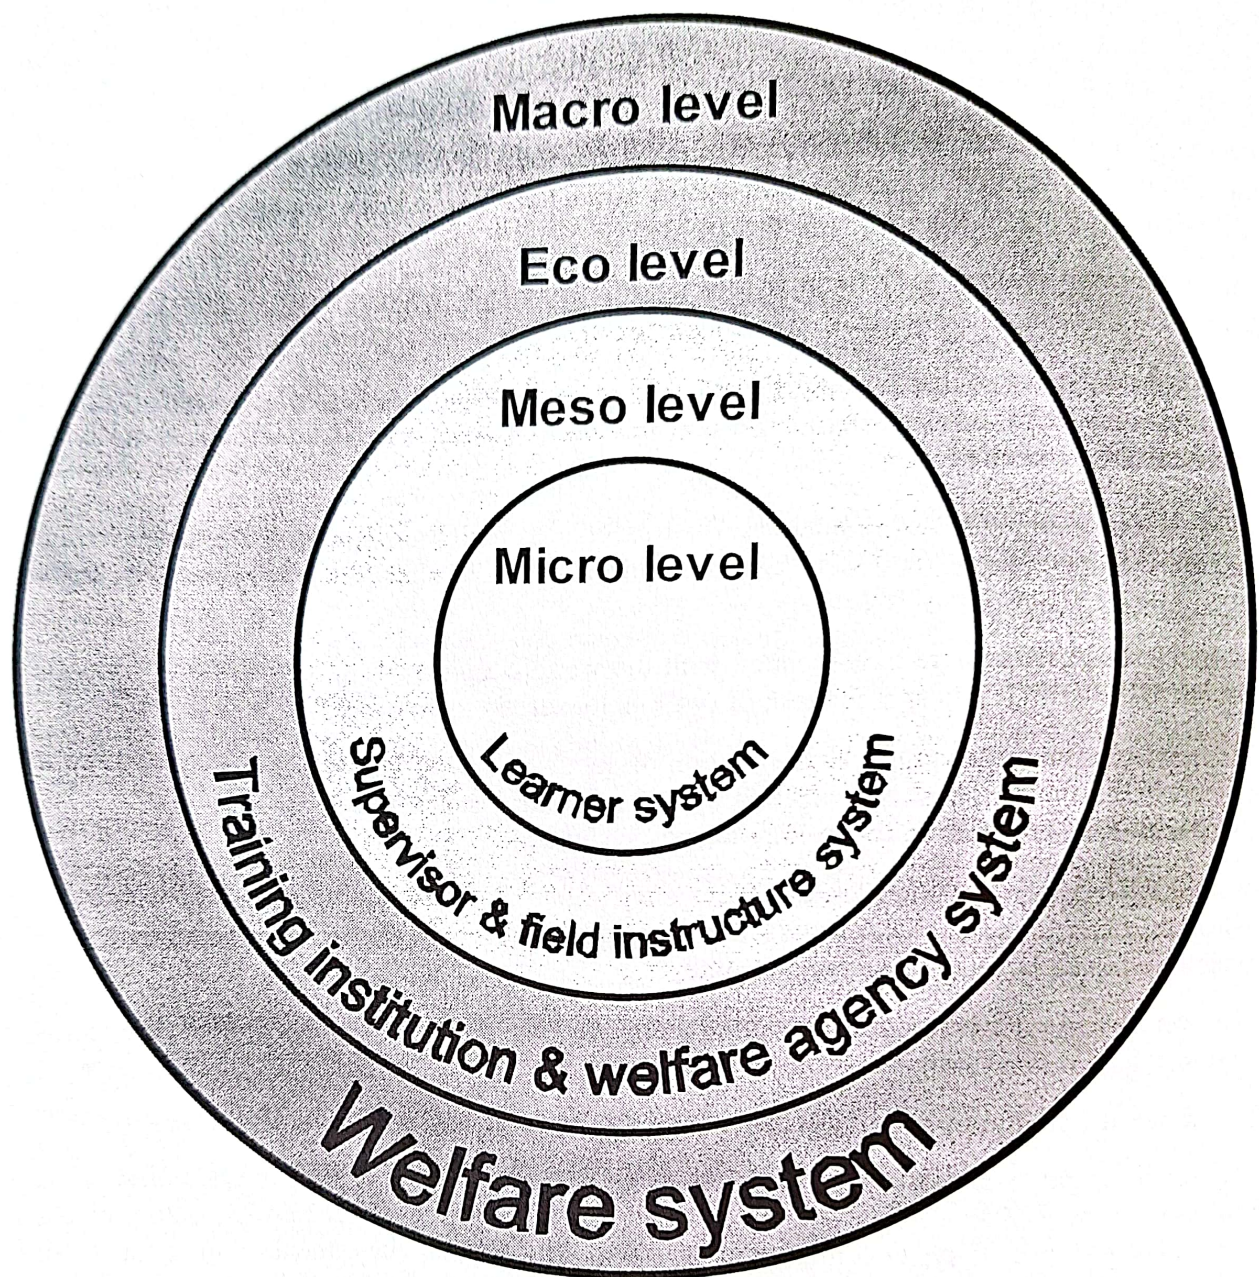 Macro level
Eco level
Meso level
Micro level
Learner system
Supervisor & field instructure system
Training institution & welfare agency system
Welfare system